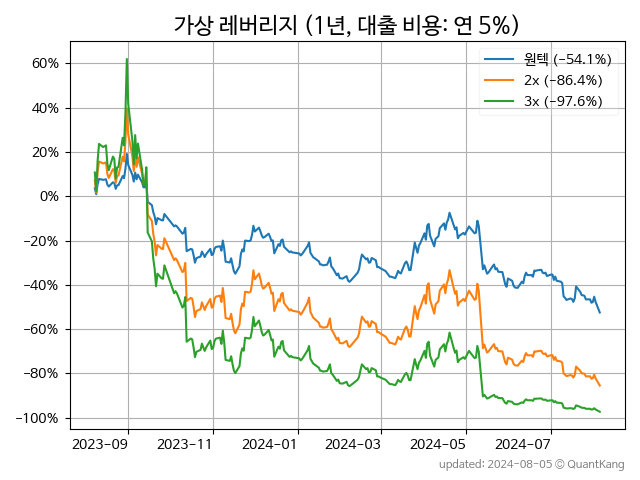 가상 레버리지 (1년, 대출 비용: 연 5%)
원텍 (-54.1%)
2x (-86.4%)
3x (-97.6%)
60%
40%
20%
0%
-20%
-40%
-60%
-80%
-100%
2023-09 2023-11 2024-01 2024-03 2024-05 2024-07
updated: 2024-08-05 © QuantKang